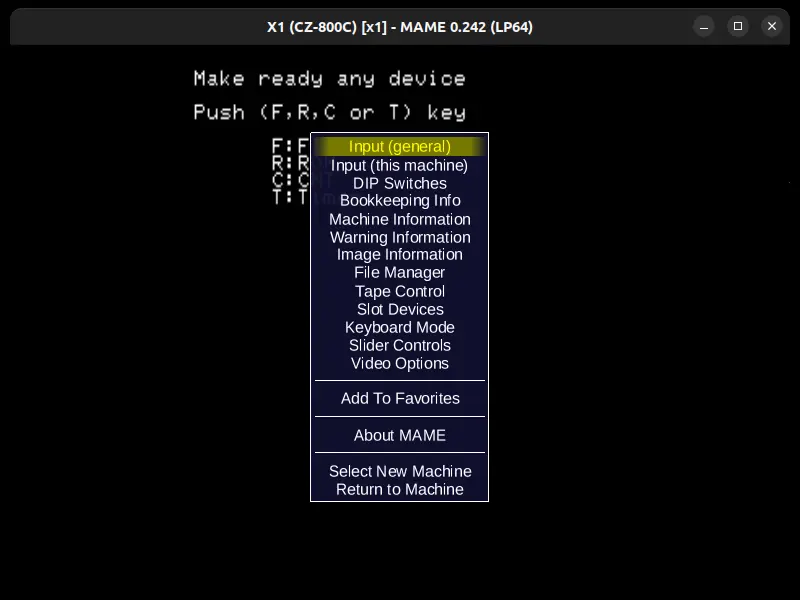 X1 (CZ-800C) [x1] - MAME 0.242 (LP64)
Make ready any device
Push (F,R,C or T) key
F:F
R:R
C:C
T:T
Input (general)
Input (this machine)
DIP Switches
Bookkeeping Info
Machine Information
Warning Information
Image Information
File Manager
Tape Control
Slot Devices
Keyboard Mode
Slider Controls
Video Options
Add To Favorites
About MAME
Select New Machine
Return to Machine